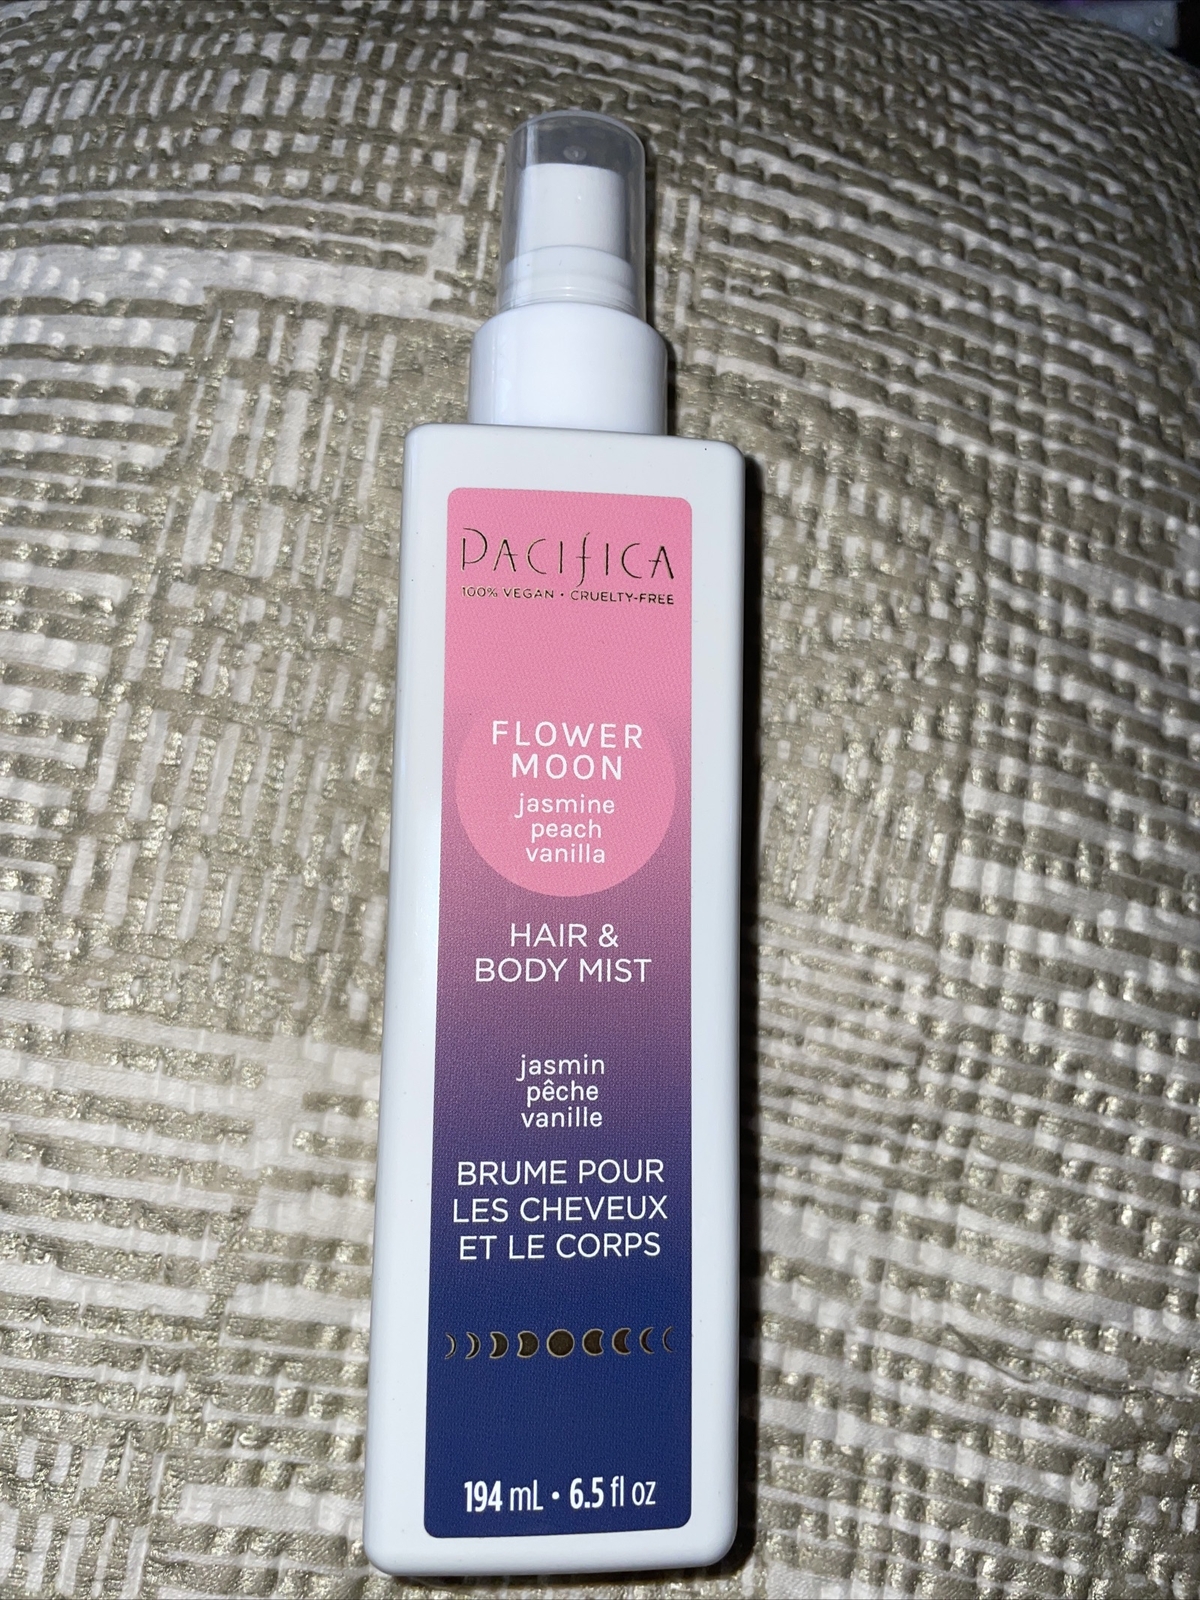 PACIFICA
100% VEGAN • CRUELTY-FREE
FLOWER
MOON
jasmine
peach
vanilla
HAIR &
BODY MIST
jasmin
pêche
vanille
BRUME POUR
LES CHEVEUX
ET LE CORPS
194 mL • 6.5 fl oz